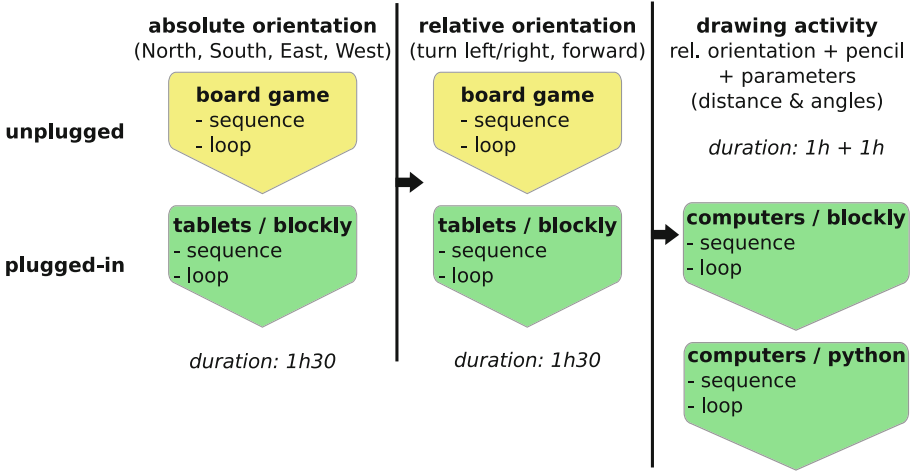 absolute orientation
(North, South, East, West)
board game
- sequence
- loop
unplugged
tablets / blockly
- sequence
- loop
plugged-in
duration: 1h30
relative orientation
(turn left/right, forward)
board game
- sequence
- loop
tablets / blockly
- sequence
- loop
duration: 1h30
drawing activity
rel. orientation + pencil
+ parameters
(distance & angles)
duration: 1h + 1h
computers / blockly
- sequence
- loop
computers / python
- sequence
- loop